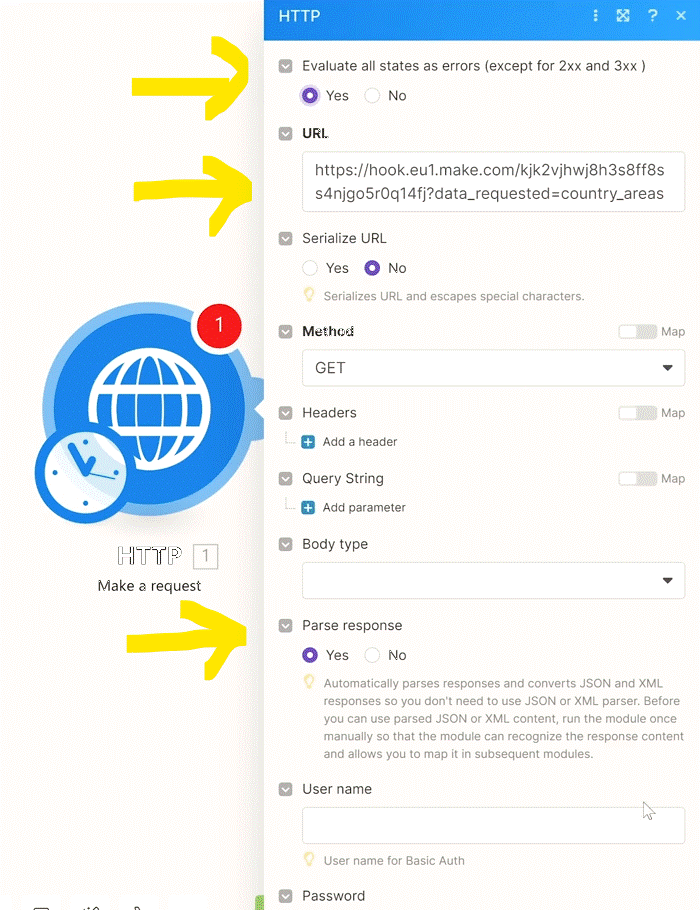 HTTP
Evaluate all states as errors (except for 2xx and 3xx )
Yes No
URL
https://hook.eu1.make.com/kjk2vjhwj8h3s8ff8s
s4njgo5r0q14fj?data_requested=country_areas
Serialize URL
Yes No
Serializes URL and escapes special characters.
Method Map
GET
Headers Map
Add a header
Query String Map
Add parameter
Body type
Parse response
Yes No
Automatically parses responses and converts JSON and XML
responses so you don't need to use JSON or XML parser. Before
you can use parsed JSON or XML content, run the module once
manually so that the module can recognize the response content
and allows you to map it in subsequent modules.
User name
User name for Basic Auth
Password
1
HTTP 1
Make a request